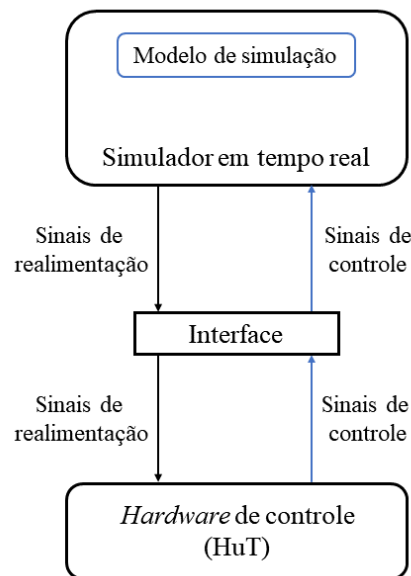 Modelo de simulação
Simulador em tempo real
Sinais de
realimentação
Sinais de
controle
Interface
Sinais de
realimentação
Sinais de
controle
Hardware de controle
(HuT)